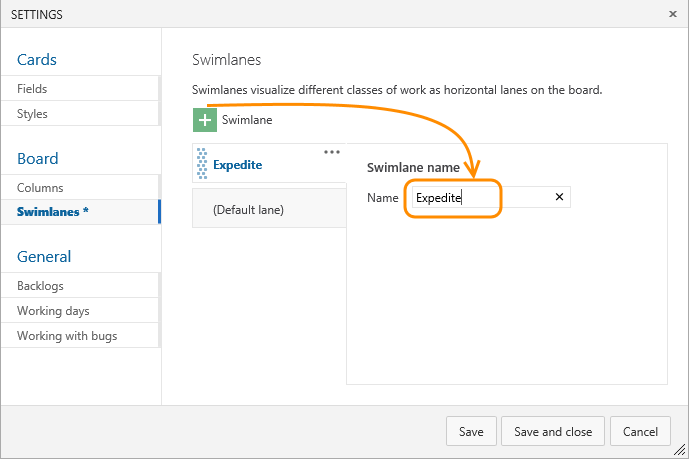 SETTINGS
Cards
Fields
Styles
Board
Columns
Swimlanes *
General
Backlogs
Working days
Working with bugs
Swimlanes
Swimlanes visualize different classes of work as horizontal lanes on the board.
Swimlane
Expedite
(Default lane)
Swimlane name
Name Expedite
Save Save and close Cancel